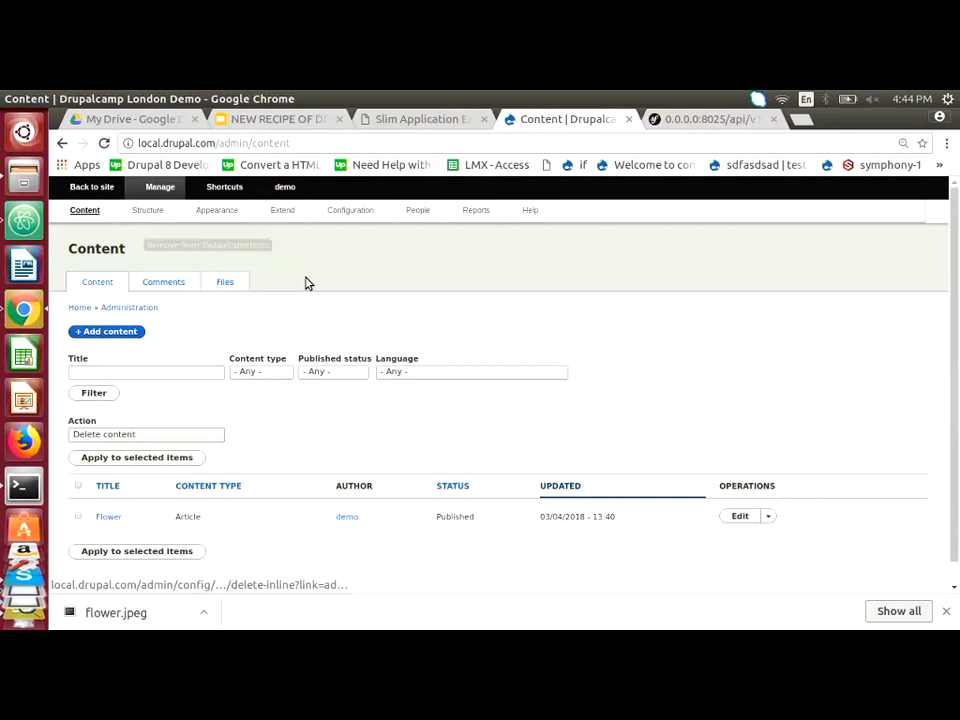 Content | Drupalcamp London Demo - Google Chrome En 4:44 PM
My Drive - Google D NEW RECIPE OF DT Slim Application Er Content | Drupalca 0.0.0.0:8025/api/v
local.drupal.com/admin/content
Apps Drupal 8 Develo Convert a HTML Need Help with LMX - Access if Welcome to con sdfasdsad | test symphony-1 »
Back to site Manage Shortcuts demo
Content Structure Appearance Extend Configuration People Reports Help
Content Remove from Default shortcuts
Content Comments Files
Home » Administration
+ Add content
Title Content type Published status Language
- Any - - Any - - Any -
Filter
Action
Delete content
Apply to selected items
TITLE CONTENT TYPE AUTHOR STATUS UPDATED OPERATIONS
Flower Article demo Published 03/04/2018 - 13:40 Edit
Apply to selected items
local.drupal.com/admin/config/.../delete-inline?link=ad...
flower.jpeg Show all